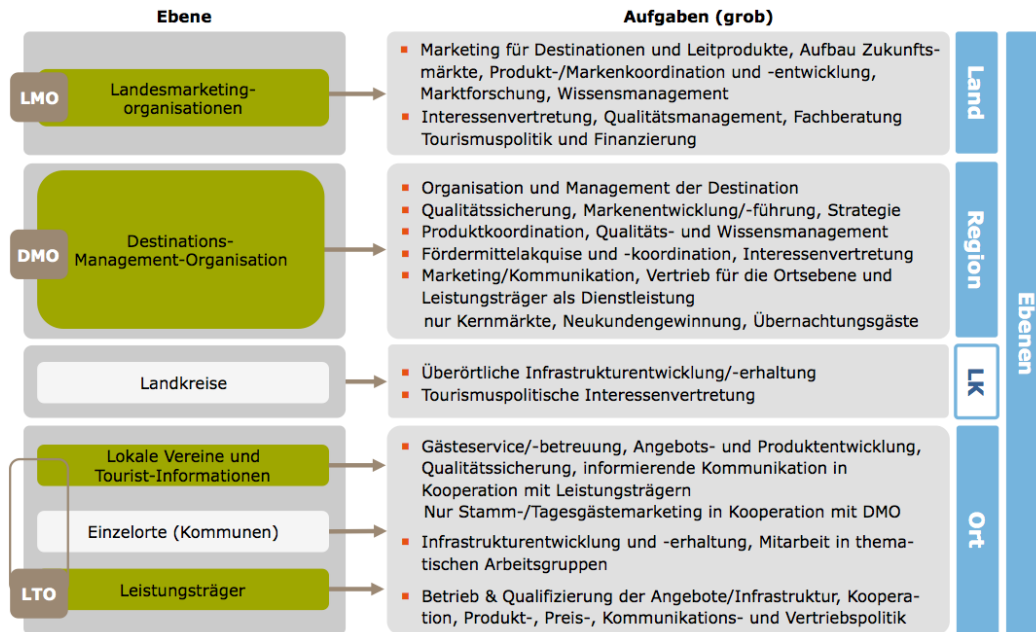 Ebene
Aufgaben (grob)
LMO
Landesmarketing-
organisationen
▪ Marketing für Destinationen und Leitprodukte, Aufbau Zukunfts-
märkte, Produkt-/Markenkoordination und -entwicklung,
Marktforschung, Wissensmanagement
▪ Interessenvertretung, Qualitätsmanagement, Fachberatung
Tourismuspolitik und Finanzierung
Land
DMO
Destinations-
Management-Organisation
▪ Organisation und Management der Destination
▪ Qualitätssicherung, Markenentwicklung/-führung, Strategie
▪ Produktkoordination, Qualitäts- und Wissensmanagement
▪ Fördermittelakquise und -koordination, Interessenvertretung
▪ Marketing/Kommunikation, Vertrieb für die Ortsebene und
Leistungsträger als Dienstleistung
nur Kernmärkte, Neukundengewinnung, Übernachtungsgäste
Region
Landkreise
▪ Überörtliche Infrastrukturentwicklung/-erhaltung
▪ Tourismuspolitische Interessenvertretung
LK
Lokale Vereine und
Tourist-Informationen
▪ Gästeservice/-betreuung, Angebots- und Produktentwicklung,
Qualitätssicherung, informierende Kommunikation in
Kooperation mit Leistungsträgern
Nur Stamm-/Tagesgästemarketing in Kooperation mit DMO
Einzelorte (Kommunen)
▪ Infrastrukturentwicklung und -erhaltung, Mitarbeit in thema-
tischen Arbeitsgruppen
LTO
Leistungsträger
▪ Betrieb & Qualifizierung der Angebote/Infrastruktur, Koopera-
tion, Produkt-, Preis-, Kommunikations- und Vertriebspolitik
Ort
Ebenen